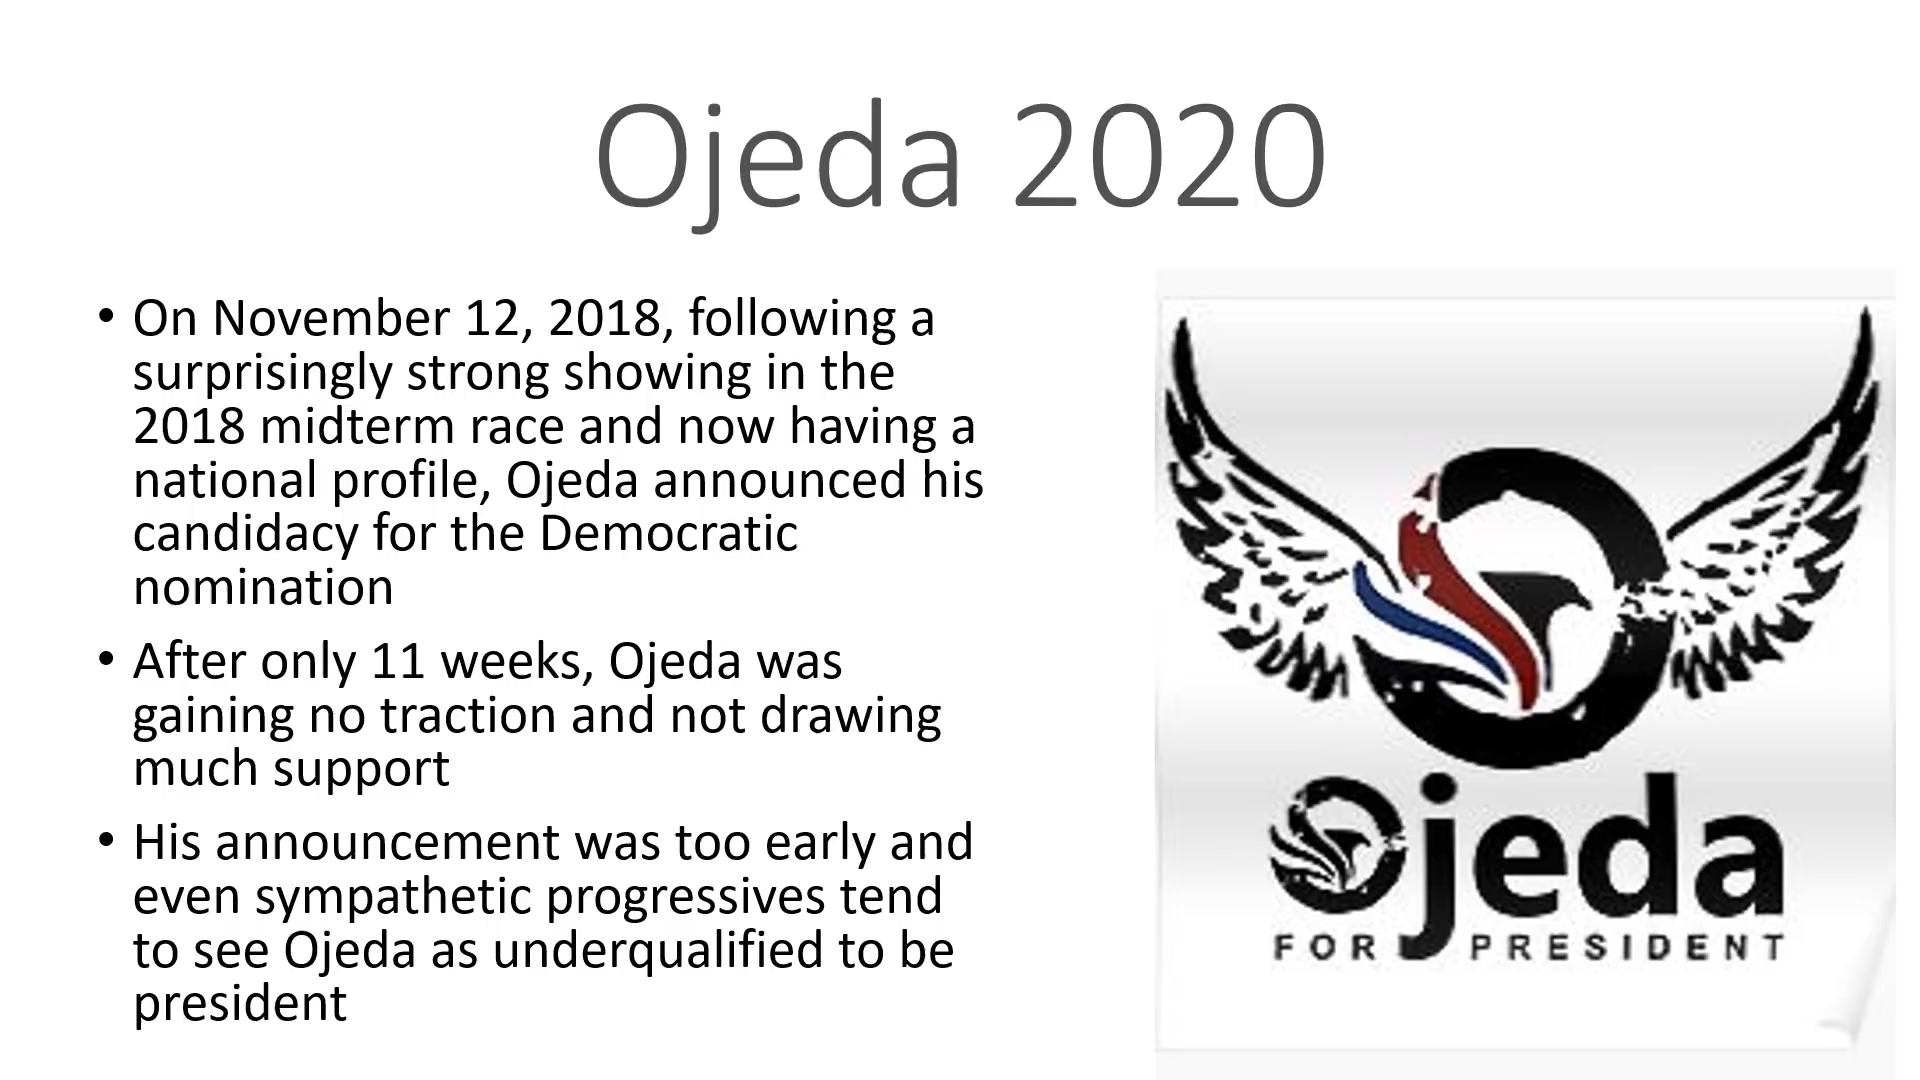 Ojeda 2020
• On November 12, 2018, following a
surprisingly strong showing in the
2018 midterm race and now having a
national profile, Ojeda announced his
candidacy for the Democratic
nomination
• After only 11 weeks, Ojeda was
gaining no traction and not drawing
much support
• His announcement was too early and
even sympathetic progressives tend
to see Ojeda as underqualified to be
president
Ojeda
FOR PRESIDENT